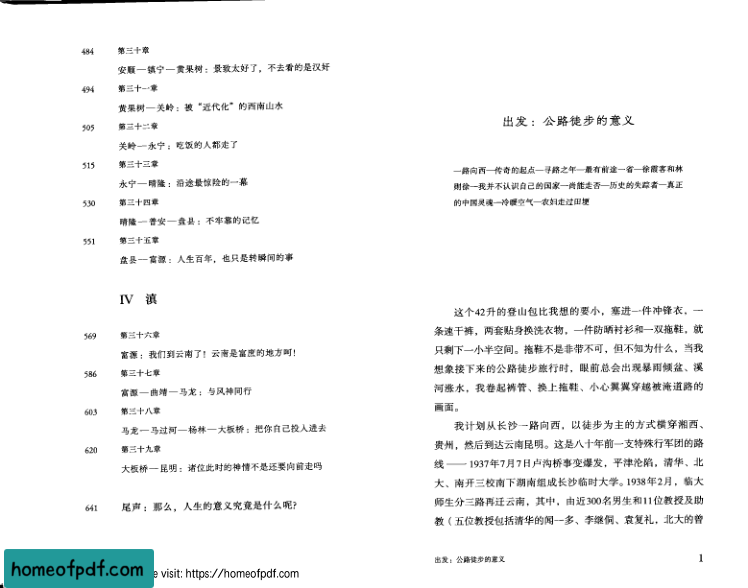 484 第三十章
安顺—镇宁—黄果树：景致太好了，不去看的是汉奸
494 第三十一章
黄果树—关岭：被“近代化”的西南山水
505 第三十二章
关岭—永宁：吃饭的人都走了
515 第三十三章
永宁—晴隆：沿途最惊险的一幕
530 第三十四章
晴隆—普安—盘县：不牢靠的记忆
551 第三十五章
盘县—富源：人生百年，也只是转瞬间的事
IV 滇
569 第三十六章
富源：我们到云南了！云南是富庶的地方呵！
586 第三十七章
富源—曲靖—马龙：与风神同行
603 第三十八章
马龙—马过河—杨林—大板桥：把你自己投入进去
620 第三十九章
大板桥—昆明：诸位此时的神情不是还要向前走吗
641 尾声：那么，人生的意义究竟是什么呢？
出发：公路徒步的意义
一路向西—传奇的起点—寻路之年—最有前途一省—徐霞客和林
则徐—我并不认识自己的国家—尚能走否—历史的失踪者—真正
的中国灵魂—冷暖空气—农妇走过田埂
这个42升的登山包比我想的要小，塞进一件冲锋衣，一
条速干裤，两套贴身换洗衣物，一件防晒衬衫和一双拖鞋，就
只剩下一小半空间。拖鞋不是非带不可，但不知为什么，当我
想象接下来的公路徒步旅行时，眼前总会出现暴雨倾盆、溪
河涨水，我卷起裤管、换上拖鞋、小心翼翼穿越被淹道路的
画面。
我计划从长沙一路向西，以徒步为主的方式横穿湘西、
贵州，然后到达云南昆明。这是八十年前一支特殊行军团的路
线——1937年7月7日卢沟桥事变爆发，平津沦陷，清华、北
大、南开三校南下湖南组成长沙临时大学。1938年2月，临大
师生分三路再迁云南，其中，由近300名男生和11位教授及助
教（五位教授包括清华的闻一多、李继侗、袁复礼，北大的曾
出发：公路徒步的意义 1
homeofpdf.com e visit: https://homeofpdf.com